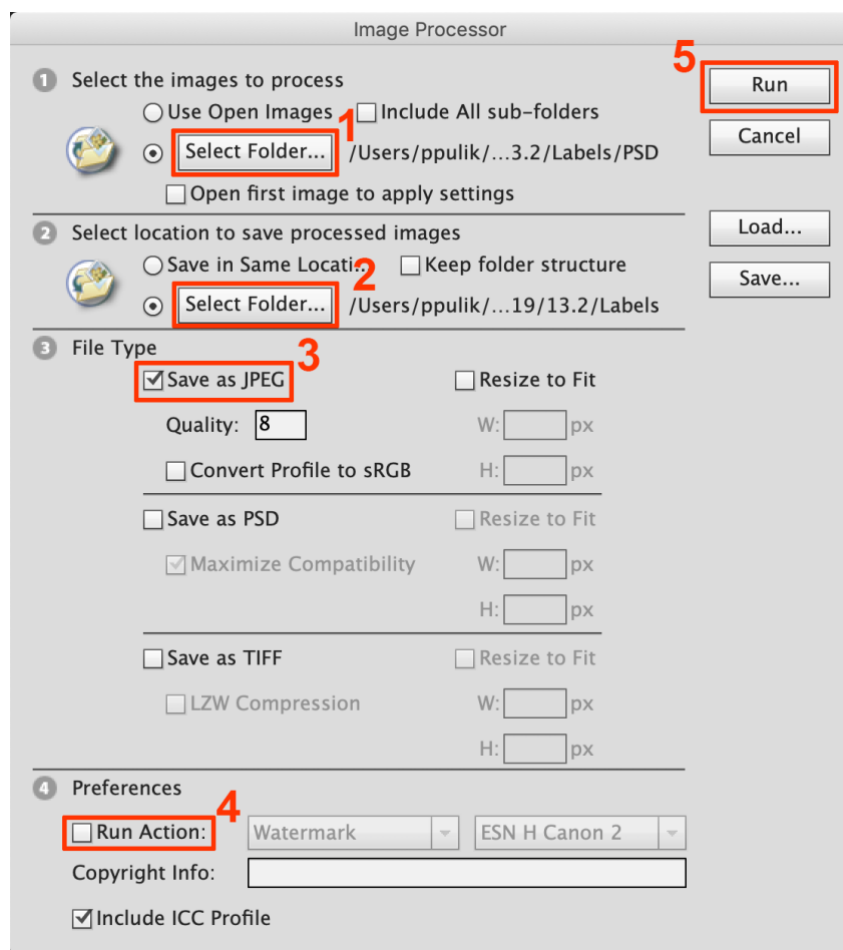 Image Processor
5
1 Select the images to process
Run
Use Open Images 1 Include All sub-folders
Select Folder... /Users/ppulik/...3.2/Labels/PSD
Cancel
Open first image to apply settings
2 Select location to save processed images
Load...
Save in Same Locati... 2 Keep folder structure
Save...
Select Folder... /Users/ppulik/...19/13.2/Labels
3 File Type
3
Save as JPEG Resize to Fit
Quality: 8 W: px
Convert Profile to sRGB H: px
Save as PSD Resize to Fit
Maximize Compatibility W: px
H: px
Save as TIFF Resize to Fit
LZW Compression W: px
H: px
4 Preferences
4
Run Action: Watermark ESN H Canon 2
Copyright Info:
Include ICC Profile